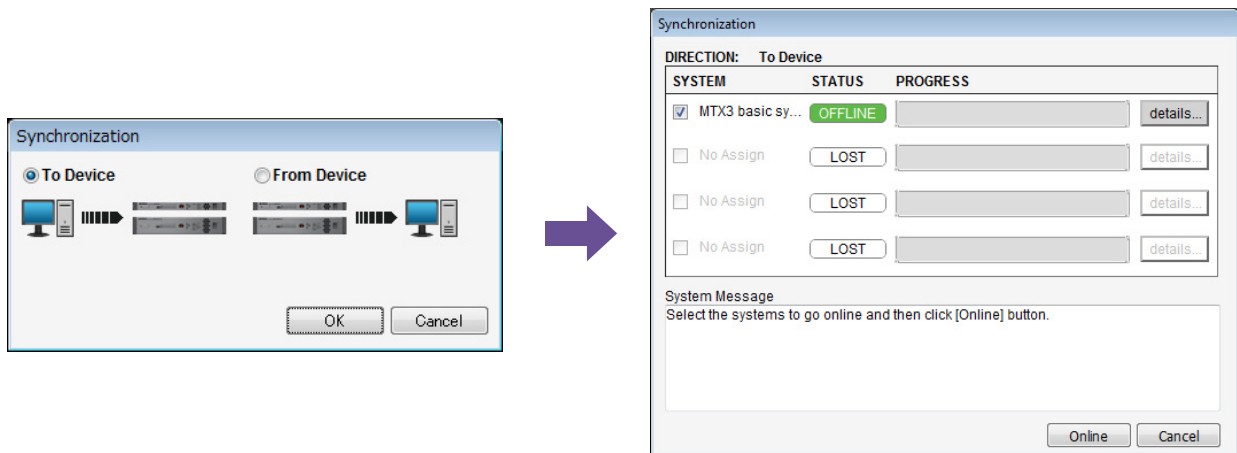 Synchronization
To Device From Device
OK Cancel
Synchronization
DIRECTION: To Device
SYSTEM STATUS PROGRESS
MTX3 basic sy... OFFLINE details...
No Assign LOST details...
No Assign LOST details...
No Assign LOST details...
System Message
Select the systems to go online and then click [Online] button.
Online Cancel